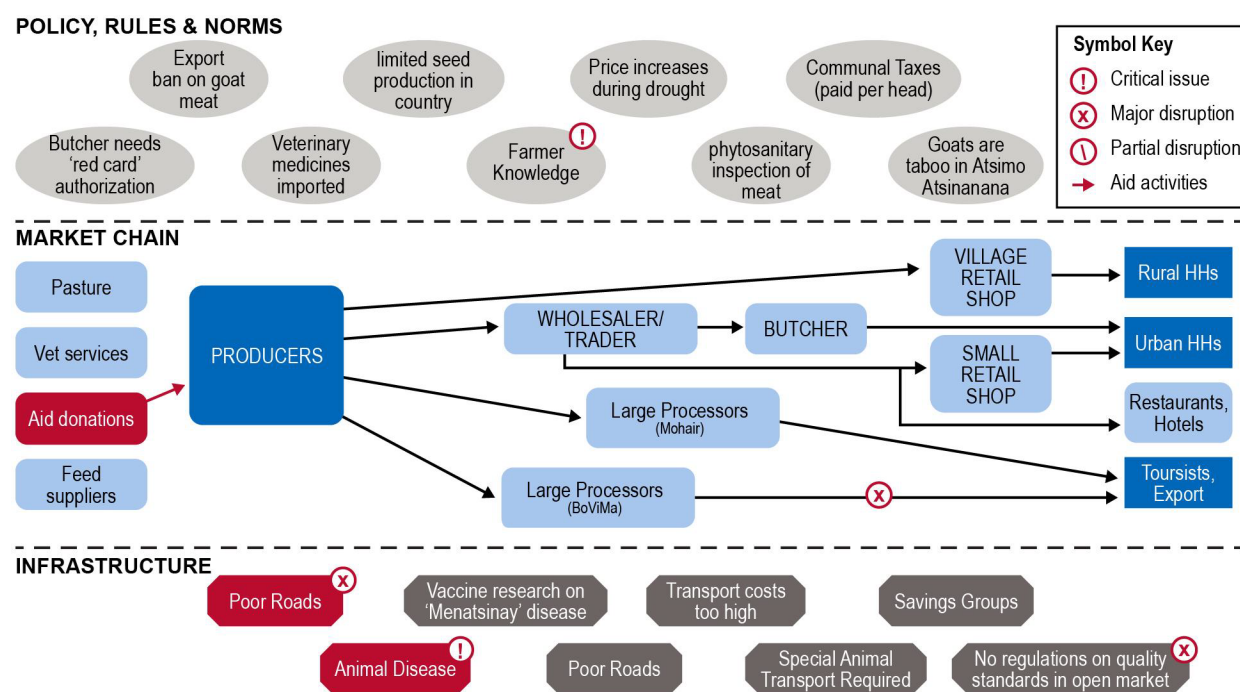 POLICY, RULES & NORMS
Export
ban on goat
meat
limited seed
production in
country
Price increases
during drought
Communal Taxes
(paid per head)
Butcher needs
‘red card’
authorization
Veterinary
medicines
imported
Farmer
Knowledge
!
phytosanitary
inspection of
meat
Goats are
taboo in Atsimo
Atsinanana
Symbol Key
! Critical issue
x Major disruption
\ Partial disruption
Aid activities
MARKET CHAIN
Pasture
Vet services
Aid donations
Feed
suppliers
PRODUCERS
WHOLESALER/
TRADER
BUTCHER
VILLAGE
RETAIL
SHOP
SMALL
RETAIL
SHOP
Large Processors
(Mohair)
Large Processors
(BoViMa)
x
Rural HHs
Urban HHs
Restaurants,
Hotels
Toursists,
Export
INFRASTRUCTURE
Poor Roads
x
Vaccine research on
‘Menatsinay’ disease
Transport costs
too high
Savings Groups
Animal Disease
!
Poor Roads
Special Animal
Transport Required
No regulations on quality
standards in open market
x